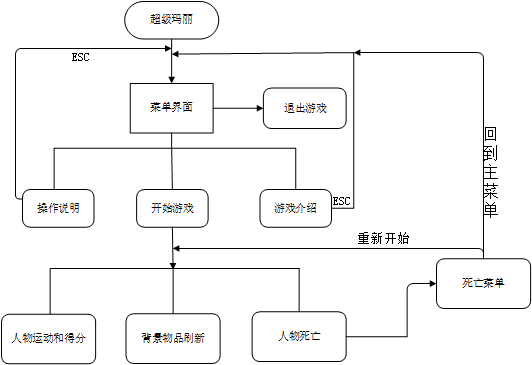 超级玛丽
ESC
菜单界面
退出游戏
回到主菜单
操作说明
开始游戏
游戏介绍
ESC
重新开始
死亡菜单
人物运动和得分
背景物品刷新
人物死亡